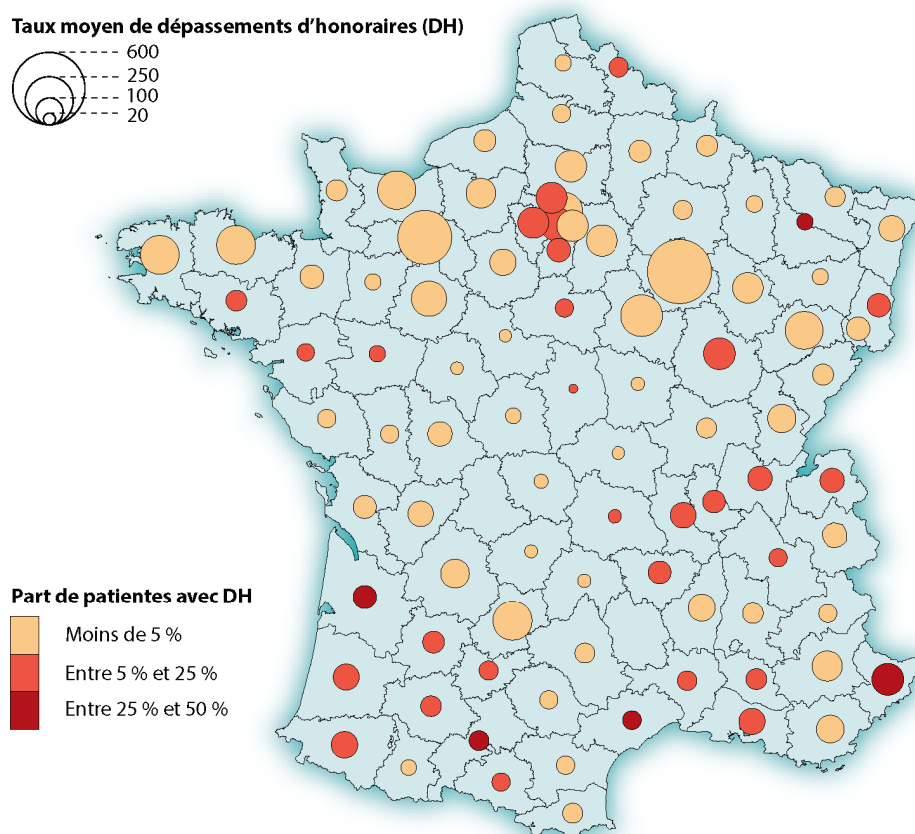 Taux moyen de dépassements d’honoraires (DH)
600
250
100
20
Part de patientes avec DH
Moins de 5 %
Entre 5 % et 25 %
Entre 25 % et 50 %